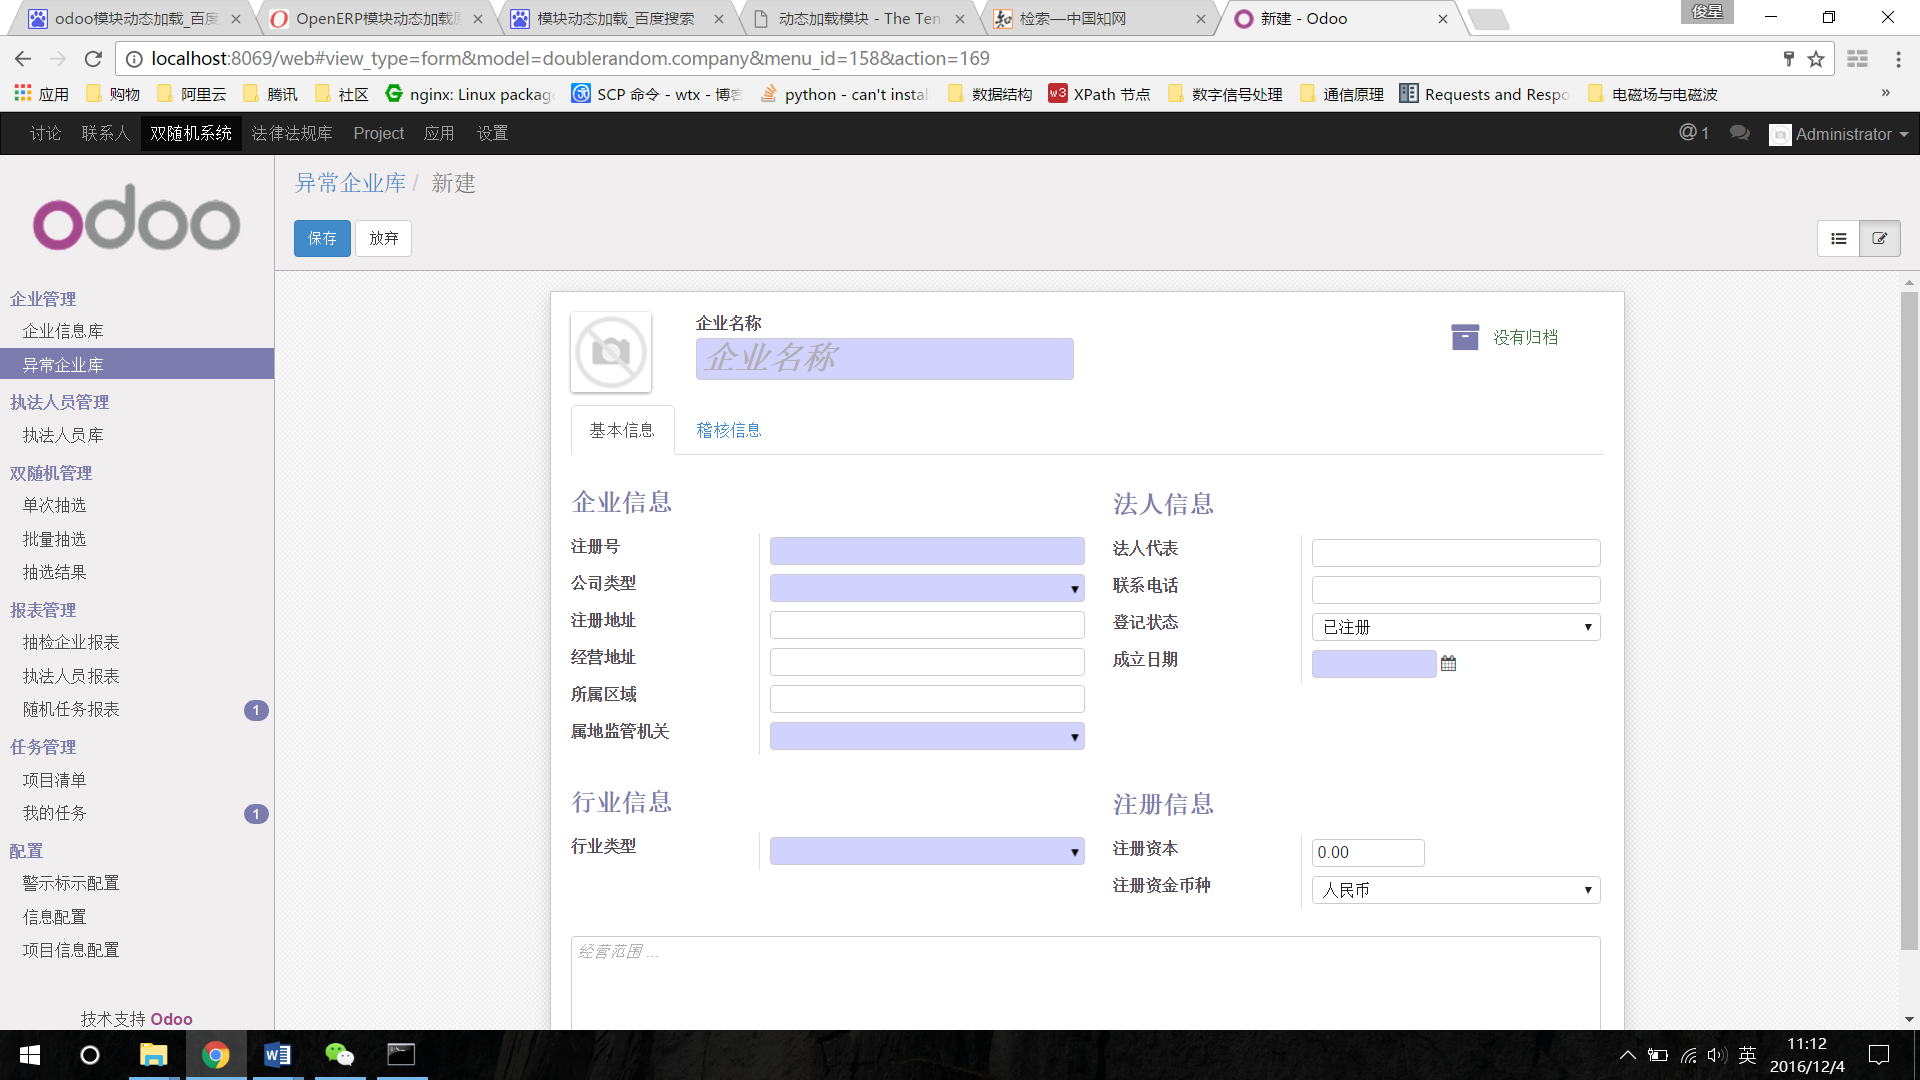 odoo模块动态加载_百度
OpenERP模块动态加载
模块动态加载_百度搜索
动态加载模块 - The Ten
检索—中国知网
新建 - Odoo
俊星
localhost:8069/web#view_type=form&model=doublerandom.company&menu_id=158&action=169
应用 购物 阿里云 腾讯 社区 nginx: Linux packag SCP 命令 - wtx - 博客 python - can't instal 数据结构 XPath 节点 数字信号处理 通信原理 Requests and Respo 电磁场与电磁波 »
讨论 联系人 双随机系统 法律法规库 Project 应用 设置 @ 1 Administrator
odoo
异常企业库 / 新建
保存 放弃
企业管理
企业信息库
异常企业库
执法人员管理
执法人员库
双随机管理
单次抽选
批量抽选
抽选结果
报表管理
抽检企业报表
执法人员报表
随机任务报表 1
任务管理
项目清单
我的任务 1
配置
警示标示配置
信息配置
项目信息配置
技术支持 Odoo
企业名称
企业名称
没有归档
基本信息 稽核信息
企业信息
注册号
公司类型
注册地址
经营地址
所属区域
属地监管机关
法人信息
法人代表
联系电话
登记状态 已注册
成立日期
行业信息
行业类型
注册信息
注册资本 0.00
注册资金币种 人民币
经营范围 ...
英
11:12
2016/12/4